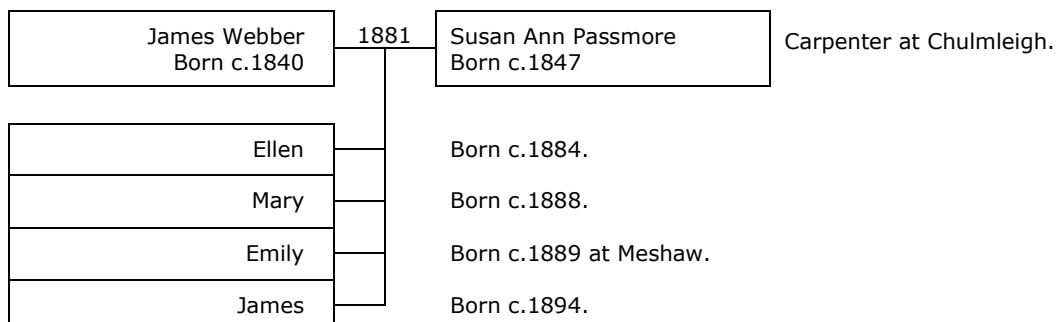 James Webber
Born c.1840
1881
Susan Ann Passmore
Born c.1847
Carpenter at Chulmleigh.
Ellen
Born c.1884.
Mary
Born c.1888.
Emily
Born c.1889 at Meshaw.
James
Born c.1894.